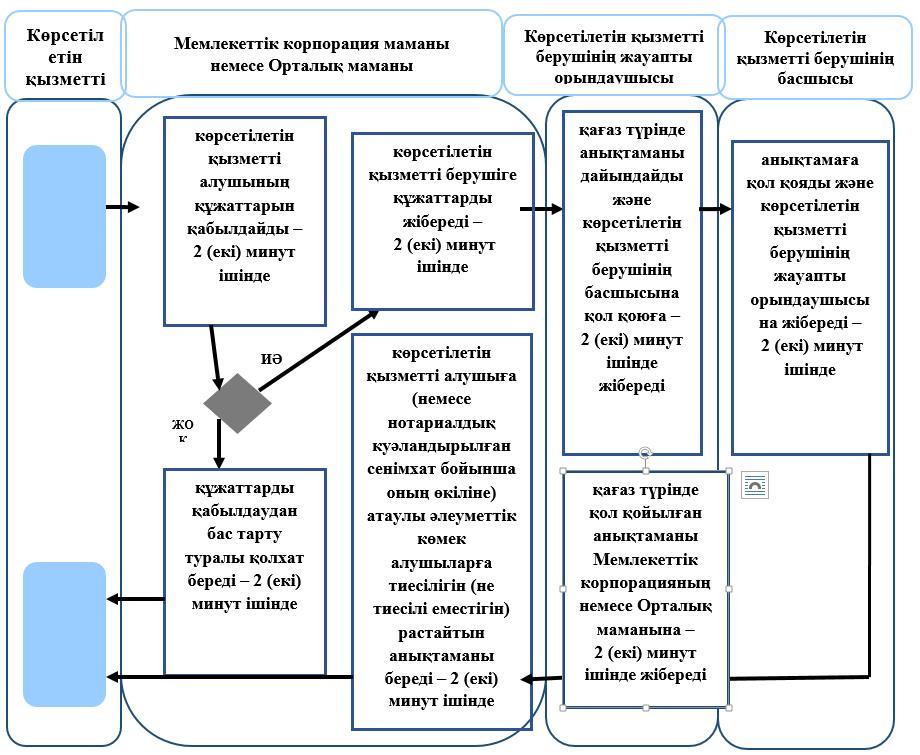 Көрсетіл
етін
қызметті
Мемлекеттік корпорация маманы
немесе Орталық маманы
Көрсетілетін қызметті
берушінің жауапты
орындаушысы
Көрсетілетін
қызметті берушінің
басшысы
көрсетілетін
қызметті
алушының
құжаттарын
қабылдайды –
2 (екі) минут
ішінде
көрсетілетін
қызметті берушіге
құжаттарды
жібереді –
2 (екі) минут
ішінде
қағаз түрінде
анықтаманы
дайындайды
және
көрсетілетін
қызметті
берушінің
басшысына
қол қоюға –
2 (екі) минут
ішінде
жібереді
анықтамаға
қол қояды және
көрсетілетін
қызметті
берушінің
жауапты
орындаушысы
на жібереді –
2 (екі) минут
ішінде
иә
жо
қ
құжаттарды
қабылдаудан
бас тарту
туралы қолхат
береді – 2 (екі)
минут ішінде
көрсетілетін
қызметті алушыға
(немесе
нотариалдық
куәландырылған
сенімхат бойынша
оның өкіліне)
атаулы әлеуметтік
көмек
алушыларға
тиесілігін (не
тиесілі еместігін)
растайтын
анықтаманы
береді – 2 (екі)
минут ішінде
қағаз түрінде
қол қойылған
анықтаманы
Мемлекеттік
корпорацияның
немесе Орталық
маманына –
2 (екі) минут
ішінде жібереді